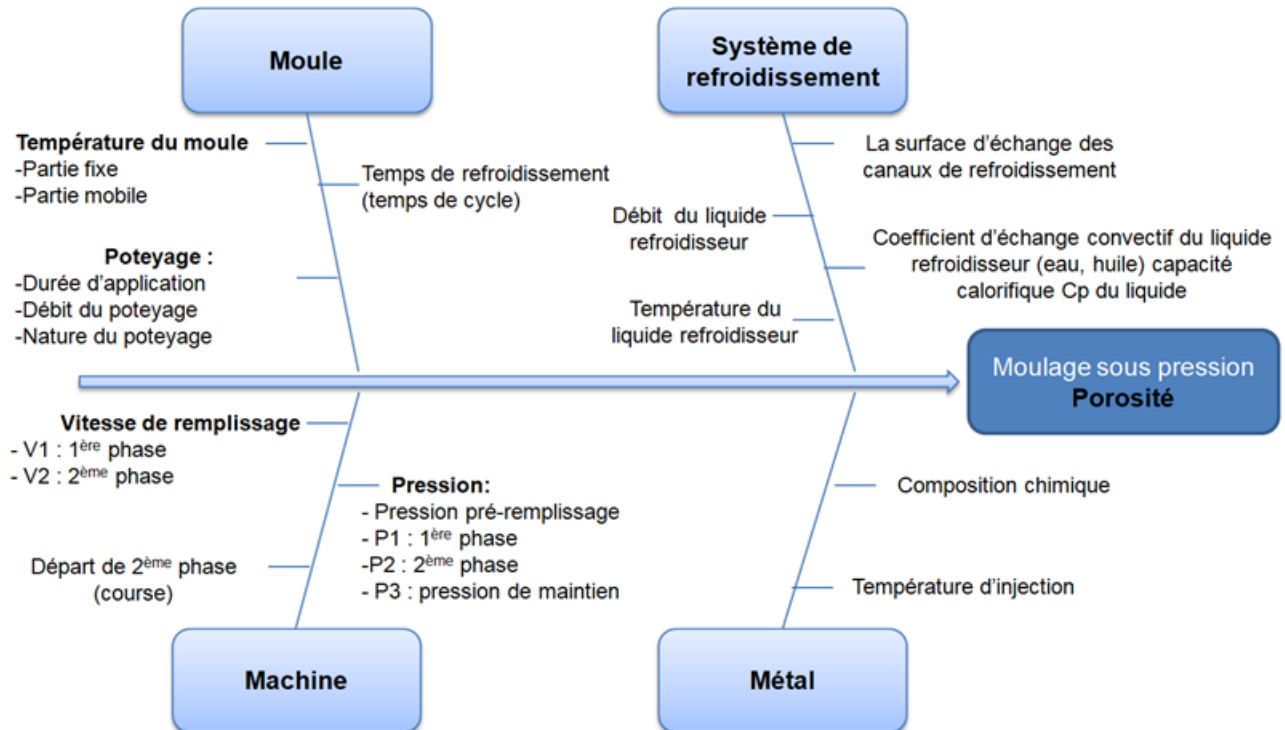 Moule
Système de
refroidissement
Température du moule
-Partie fixe
-Partie mobile
Temps de refroidissement
(temps de cycle)
Poteyage :
-Durée d’application
-Débit du poteyage
-Nature du poteyage
La surface d’échange des
canaux de refroidissement
Débit du liquide
refroidisseur
Coefficient d’échange convectif du liquide
refroidisseur (eau, huile) capacité
calorifique Cp du liquide
Température du
liquide refroidisseur
Moulage sous pression
Porosité
Vitesse de remplissage
- V1 : 1ère phase
- V2 : 2ème phase
Pression:
- Pression pré-remplissage
- P1 : 1ère phase
-P2 : 2ème phase
- P3 : pression de maintien
Départ de 2ème phase
(course)
Composition chimique
Température d’injection
Machine
Métal